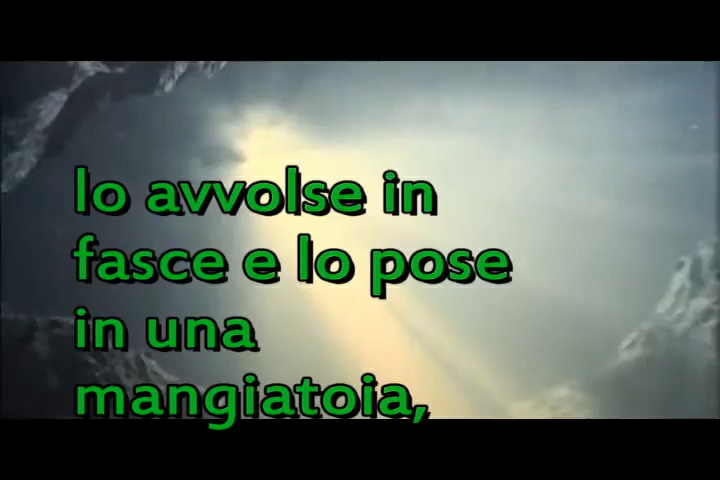 lo avvolse in
fasce e lo pose
in una
mangiatoia,